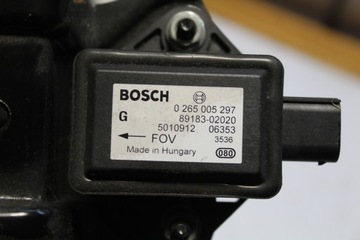 BOSCH
0 265 005 297
G 89183-02020
5010912 06353
FOV 3536
Made in Hungary 080